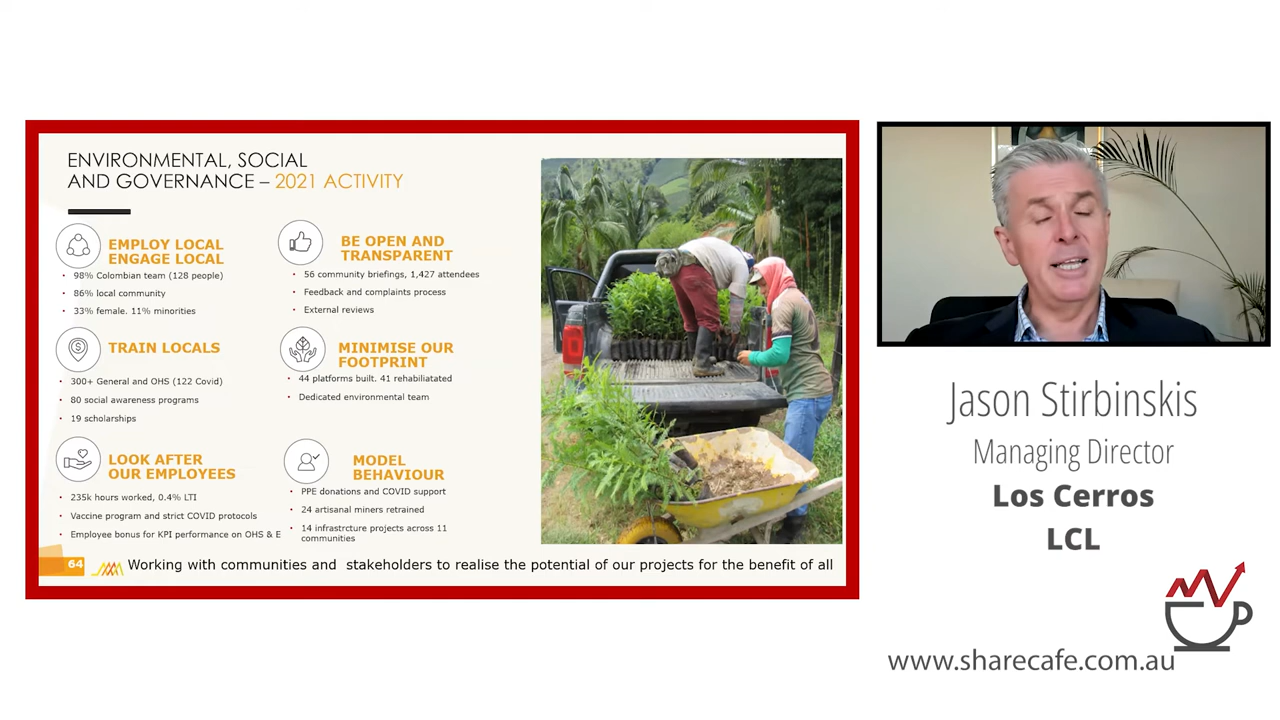 ENVIRONMENTAL, SOCIAL
AND GOVERNANCE – 2021 ACTIVITY
EMPLOY LOCAL
ENGAGE LOCAL
• 98% Colombian team (128 people)
• 86% local community
• 33% female. 11% minorities
BE OPEN AND
TRANSPARENT
• 56 community briefings, 1,427 attendees
• Feedback and complaints process
• External reviews
TRAIN LOCALS
• 300+ General and OHS (122 Covid)
• 80 social awareness programs
• 19 scholarships
MINIMISE OUR
FOOTPRINT
• 44 platforms built. 41 rehabiliatated
• Dedicated environmental team
LOOK AFTER
OUR EMPLOYEES
• 235k hours worked, 0.4% LTI
• Vaccine program and strict COVID protocols
• Employee bonus for KPI performance on OHS & E
MODEL
BEHAVIOUR
• PPE donations and COVID support
• 24 artisanal miners retrained
• 14 infrastrcture projects across 11
communities
64
Working with communities and stakeholders to realise the potential of our projects for the benefit of all
Jason Stirbinskis
Managing Director
Los Cerros
LCL
www.sharecafe.com.au